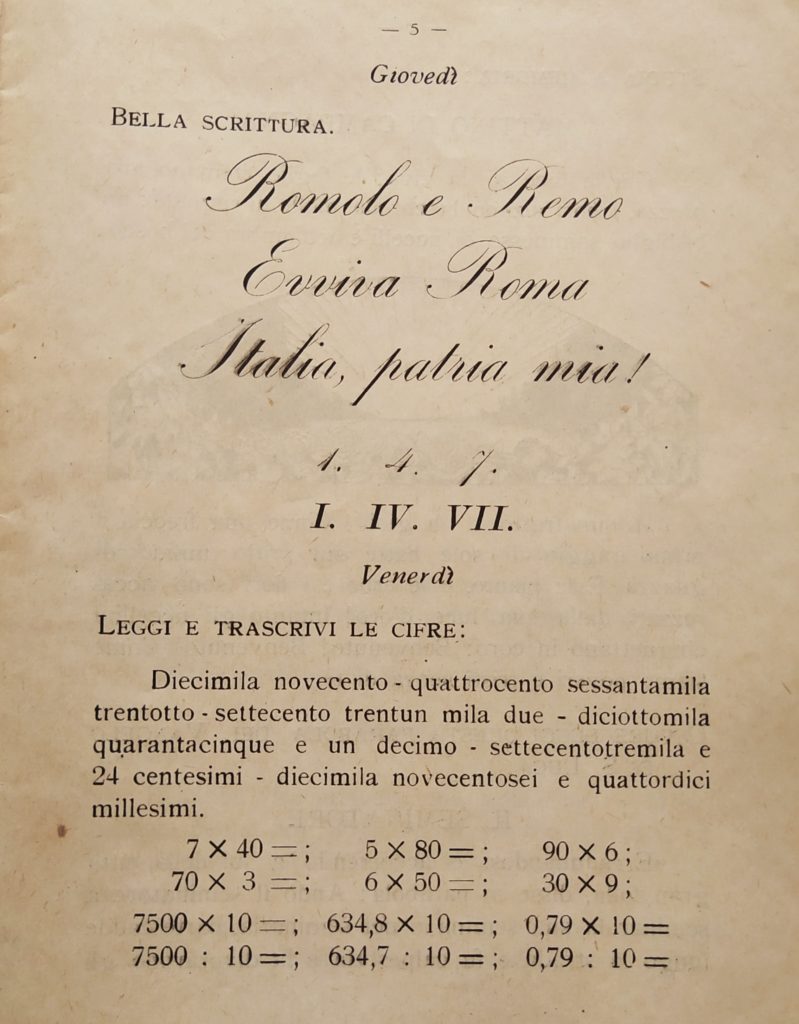 — 5 —
Giovedì
BELLA SCRITTURA.
Romolo e Remo
Evviva Roma
Italia, patria mia!
1. 4. 7.
I. IV. VII.
Venerdì
LEGGI E TRASCRIVI LE CIFRE:
Diecimila novecento - quattrocento sessantamila
trentotto - settecento trentun mila due - diciottomila
quarantacinque e un decimo - settecentotremila e
24 centesimi - diecimila novecentosei e quattordici
millesimi.
7 × 40 =; 5 × 80 =; 90 × 6;
70 × 3 =; 6 × 50 =; 30 × 9;
7500 × 10 =; 634,8 × 10 =; 0,79 × 10 =
7500 : 10 =; 634,7 : 10 =; 0,79 : 10 =